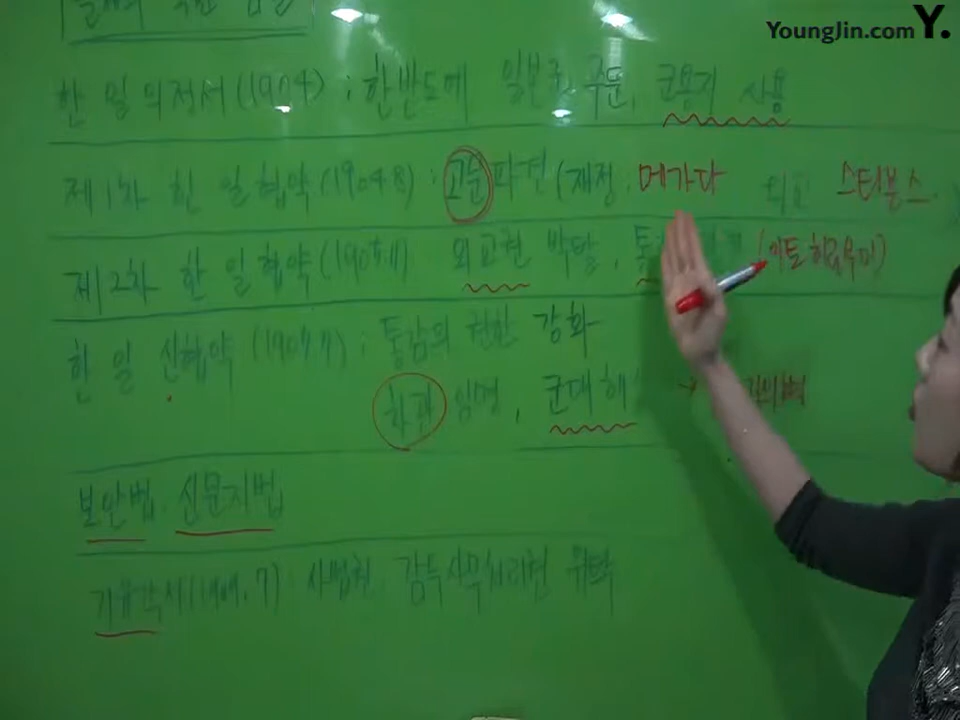 YoungJin.com Y.
한일의정서(1904) : 한반도에 일본군 주둔, 군용지 사용
제1차 한일협약(1904.8) : 고문파견(재정 메가다 외교 스티븐스
제2차 한일협약(1905.11) 외교권 박탈, 통 (이토히로부미)
한일 신협약(1907.7) : 통감의 권한 강화
차관 임명, 군대해 →
보안법. 신문지법
기유각서( . 7) 사법권, 감독사무처리권 위탁